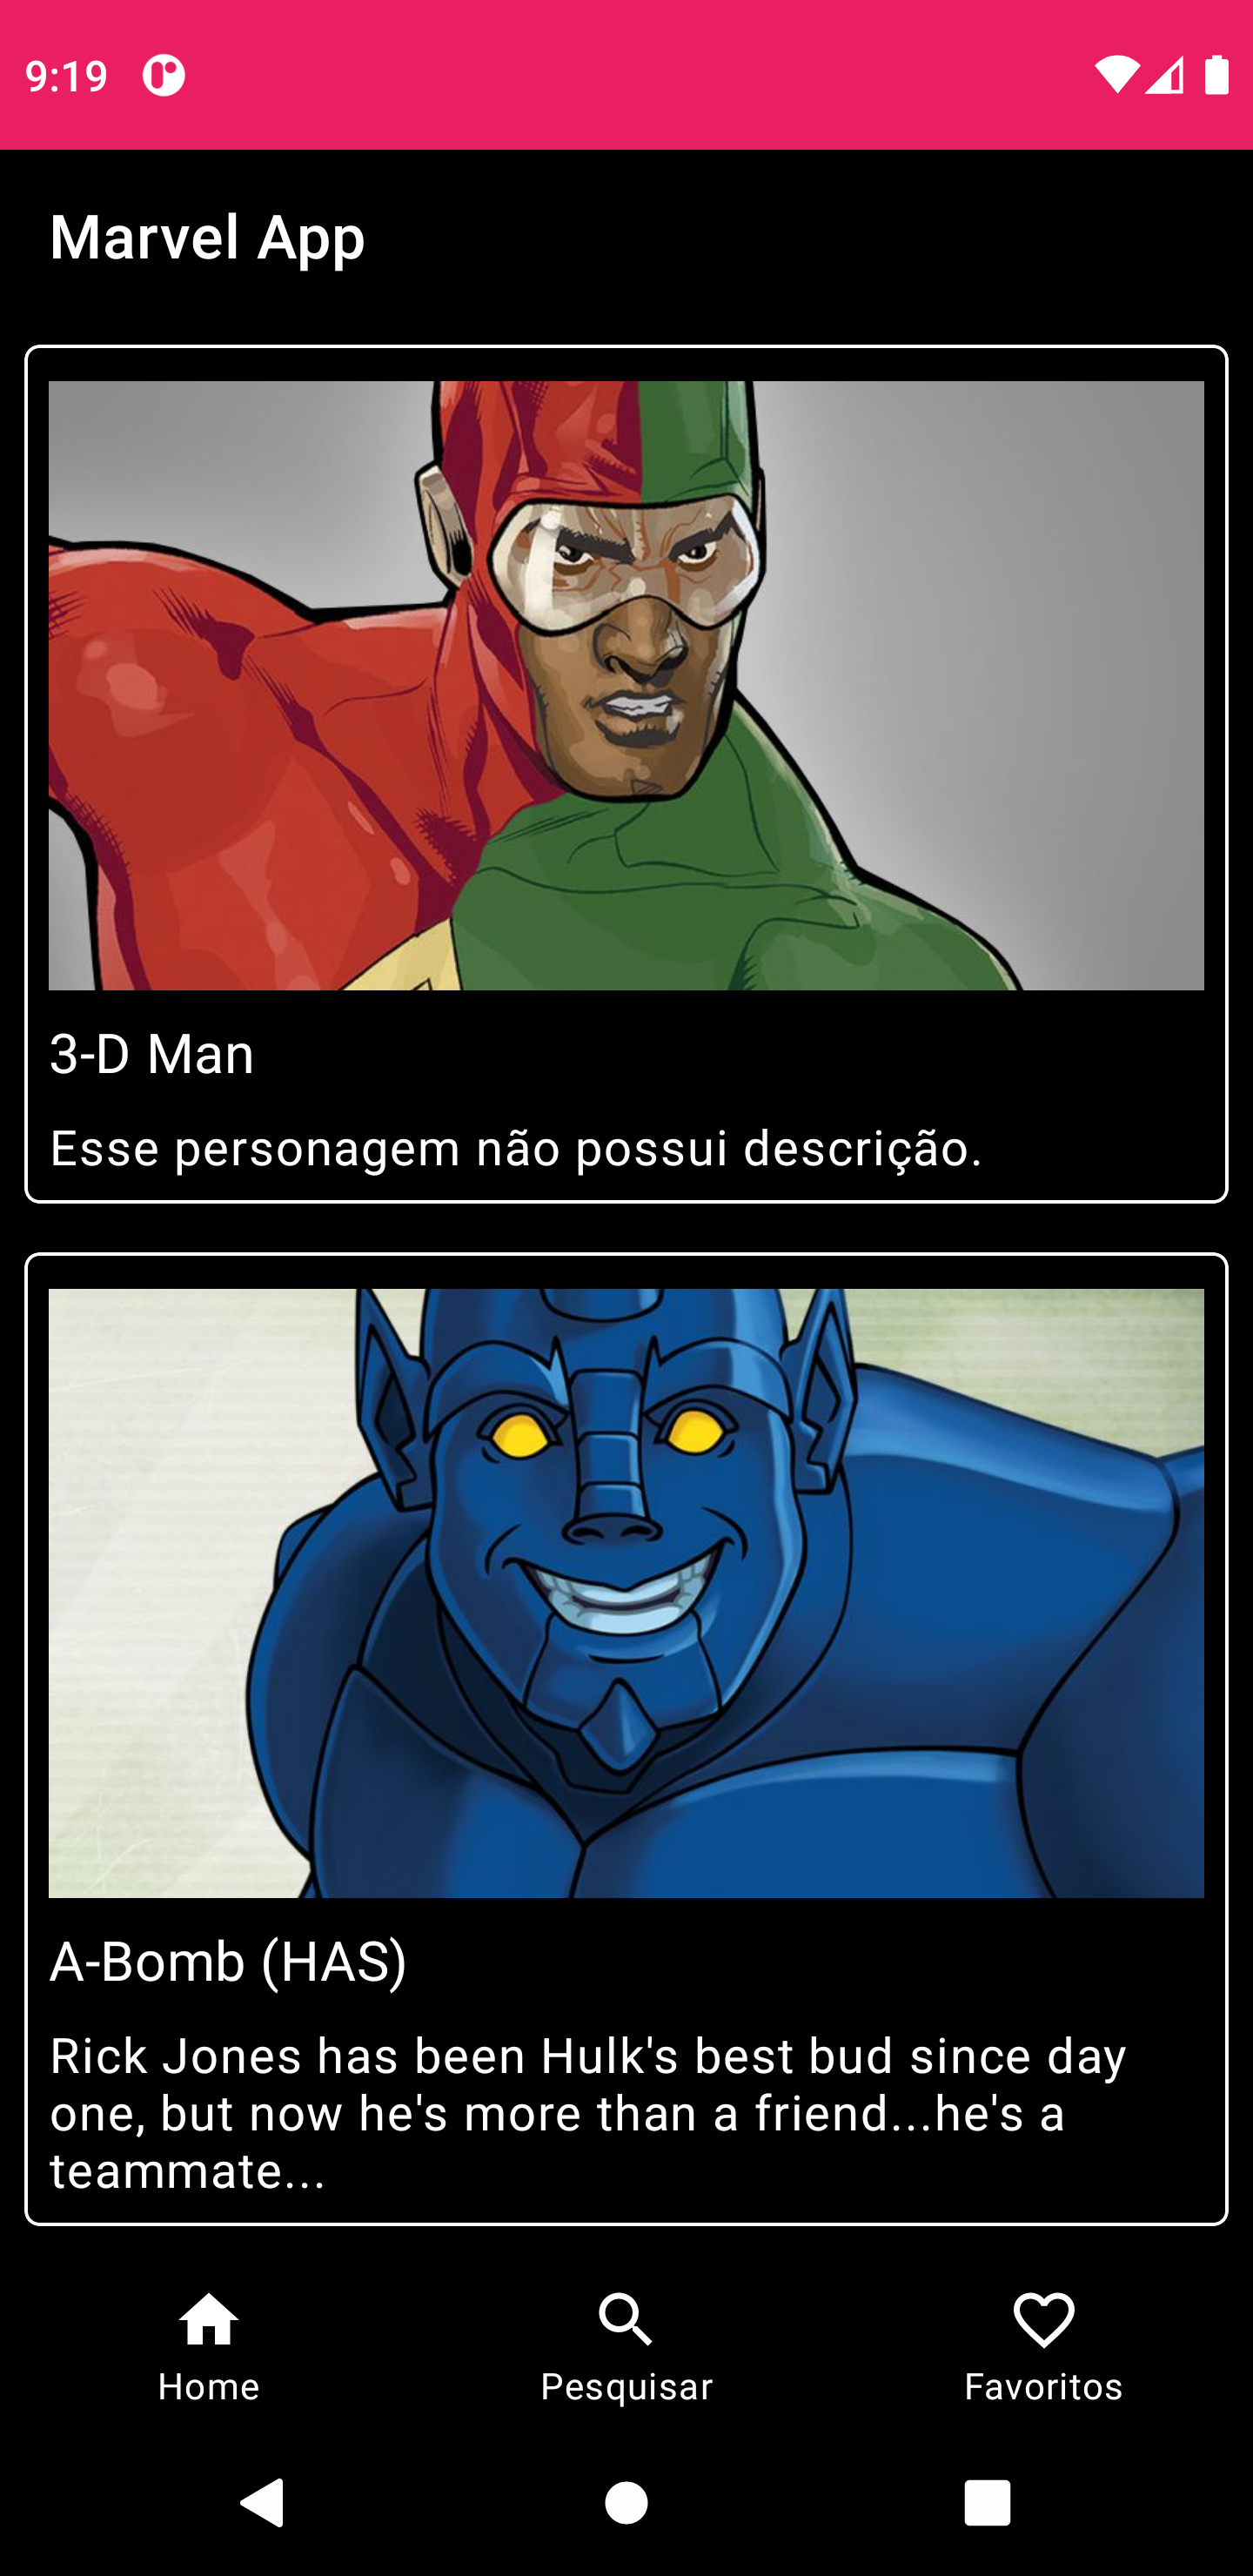 9:19
Marvel App
3-D Man
Esse personagem não possui descrição.
A-Bomb (HAS)
Rick Jones has been Hulk's best bud since day
one, but now he's more than a friend...he's a
teammate...
Home
Pesquisar
Favoritos